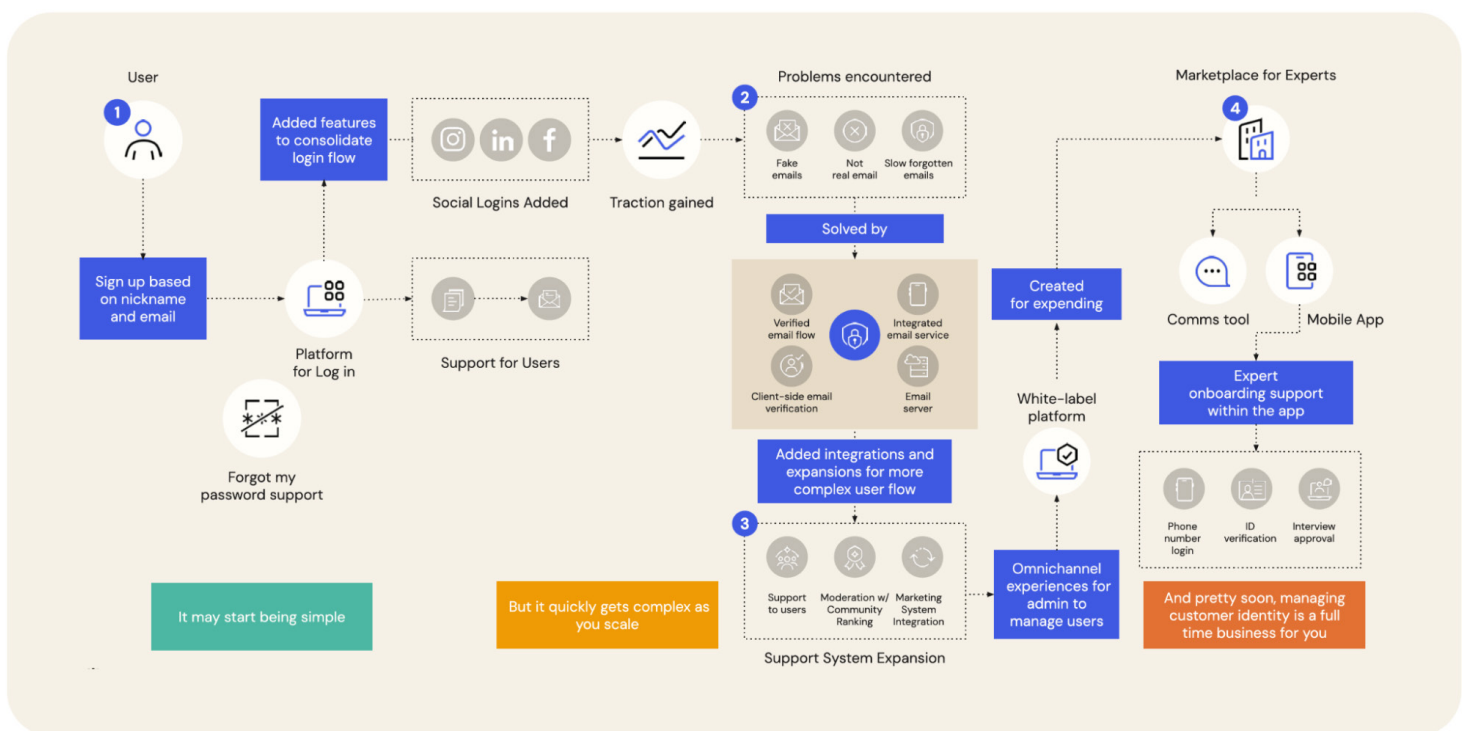 User
1
Sign up based
on nickname
and email
Platform
for Log in
Forgot my
password support
Added features
to consolidate
login flow
in
f
Social Logins Added
Support for Users
Traction gained
Problems encountered
2
Fake
emails
Not
real email
Slow forgotten
emails
Solved by
Verified
email flow
Integrated
email service
Client-side email
verification
Email
server
Added integrations and
expansions for more
complex user flow
3
Support
to users
Moderation w/
Community
Ranking
Marketing
System
Integration
Support System Expansion
Omnichannel
experiences for
admin to
manage users
White-label
platform
Created
for expending
Marketplace for Experts
4
Comms tool
Mobile App
Expert
onboarding support
within the app
Phone
number
login
ID
verification
Interview
approval
It may start being simple
But it quickly gets complex as
you scale
And pretty soon, managing
customer identity is a full
time business for you